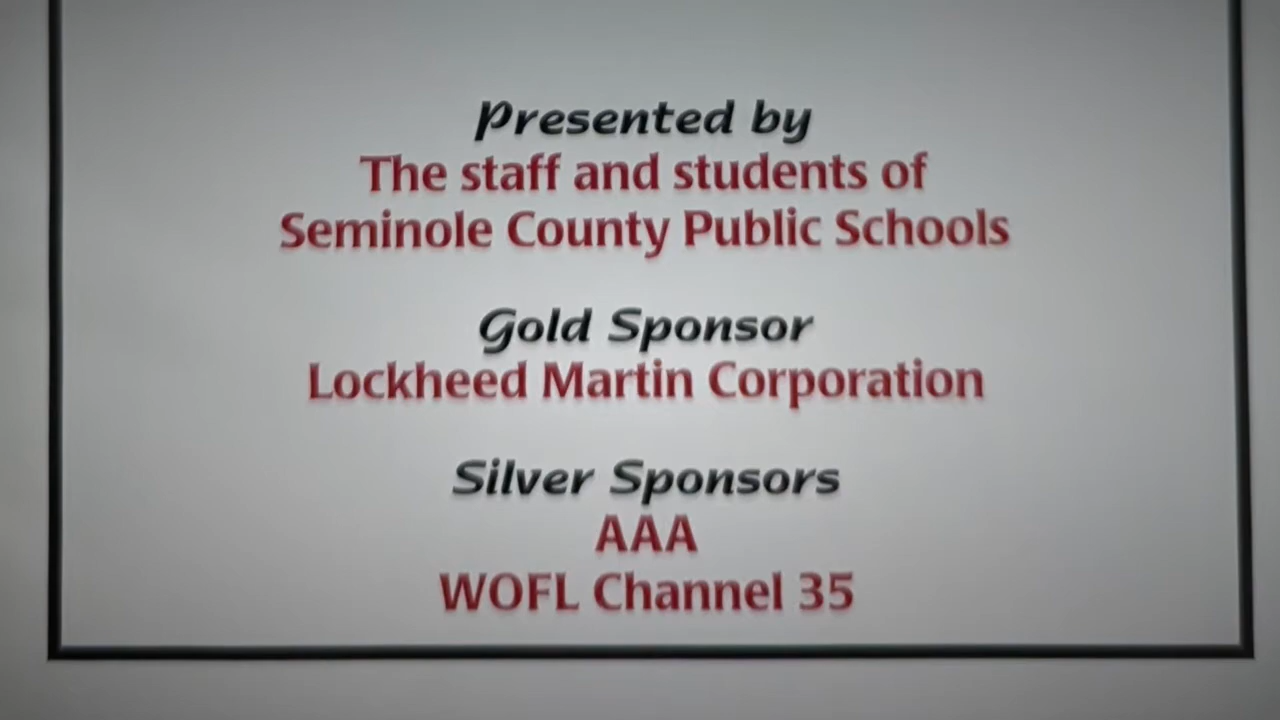 Presented by
The staff and students of
Seminole County Public Schools
Gold Sponsor
Lockheed Martin Corporation
Silver Sponsors
AAA
WOFL Channel 35